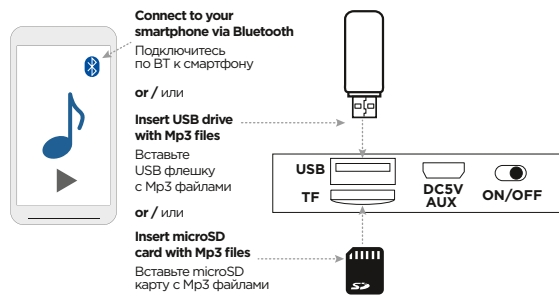 Connect to your
smartphone via Bluetooth
Подключитесь
по ВТ к смартфону
or / или
Insert USB drive
with Mp3 files
Вставьте
USB флешку
с Mp3 файлами
or / или
Insert microSD
card with Mp3 files
Вставьте microSD
карту с Mp3 файлами
USB
TF
DC5V
AUX
ON/OFF
SD